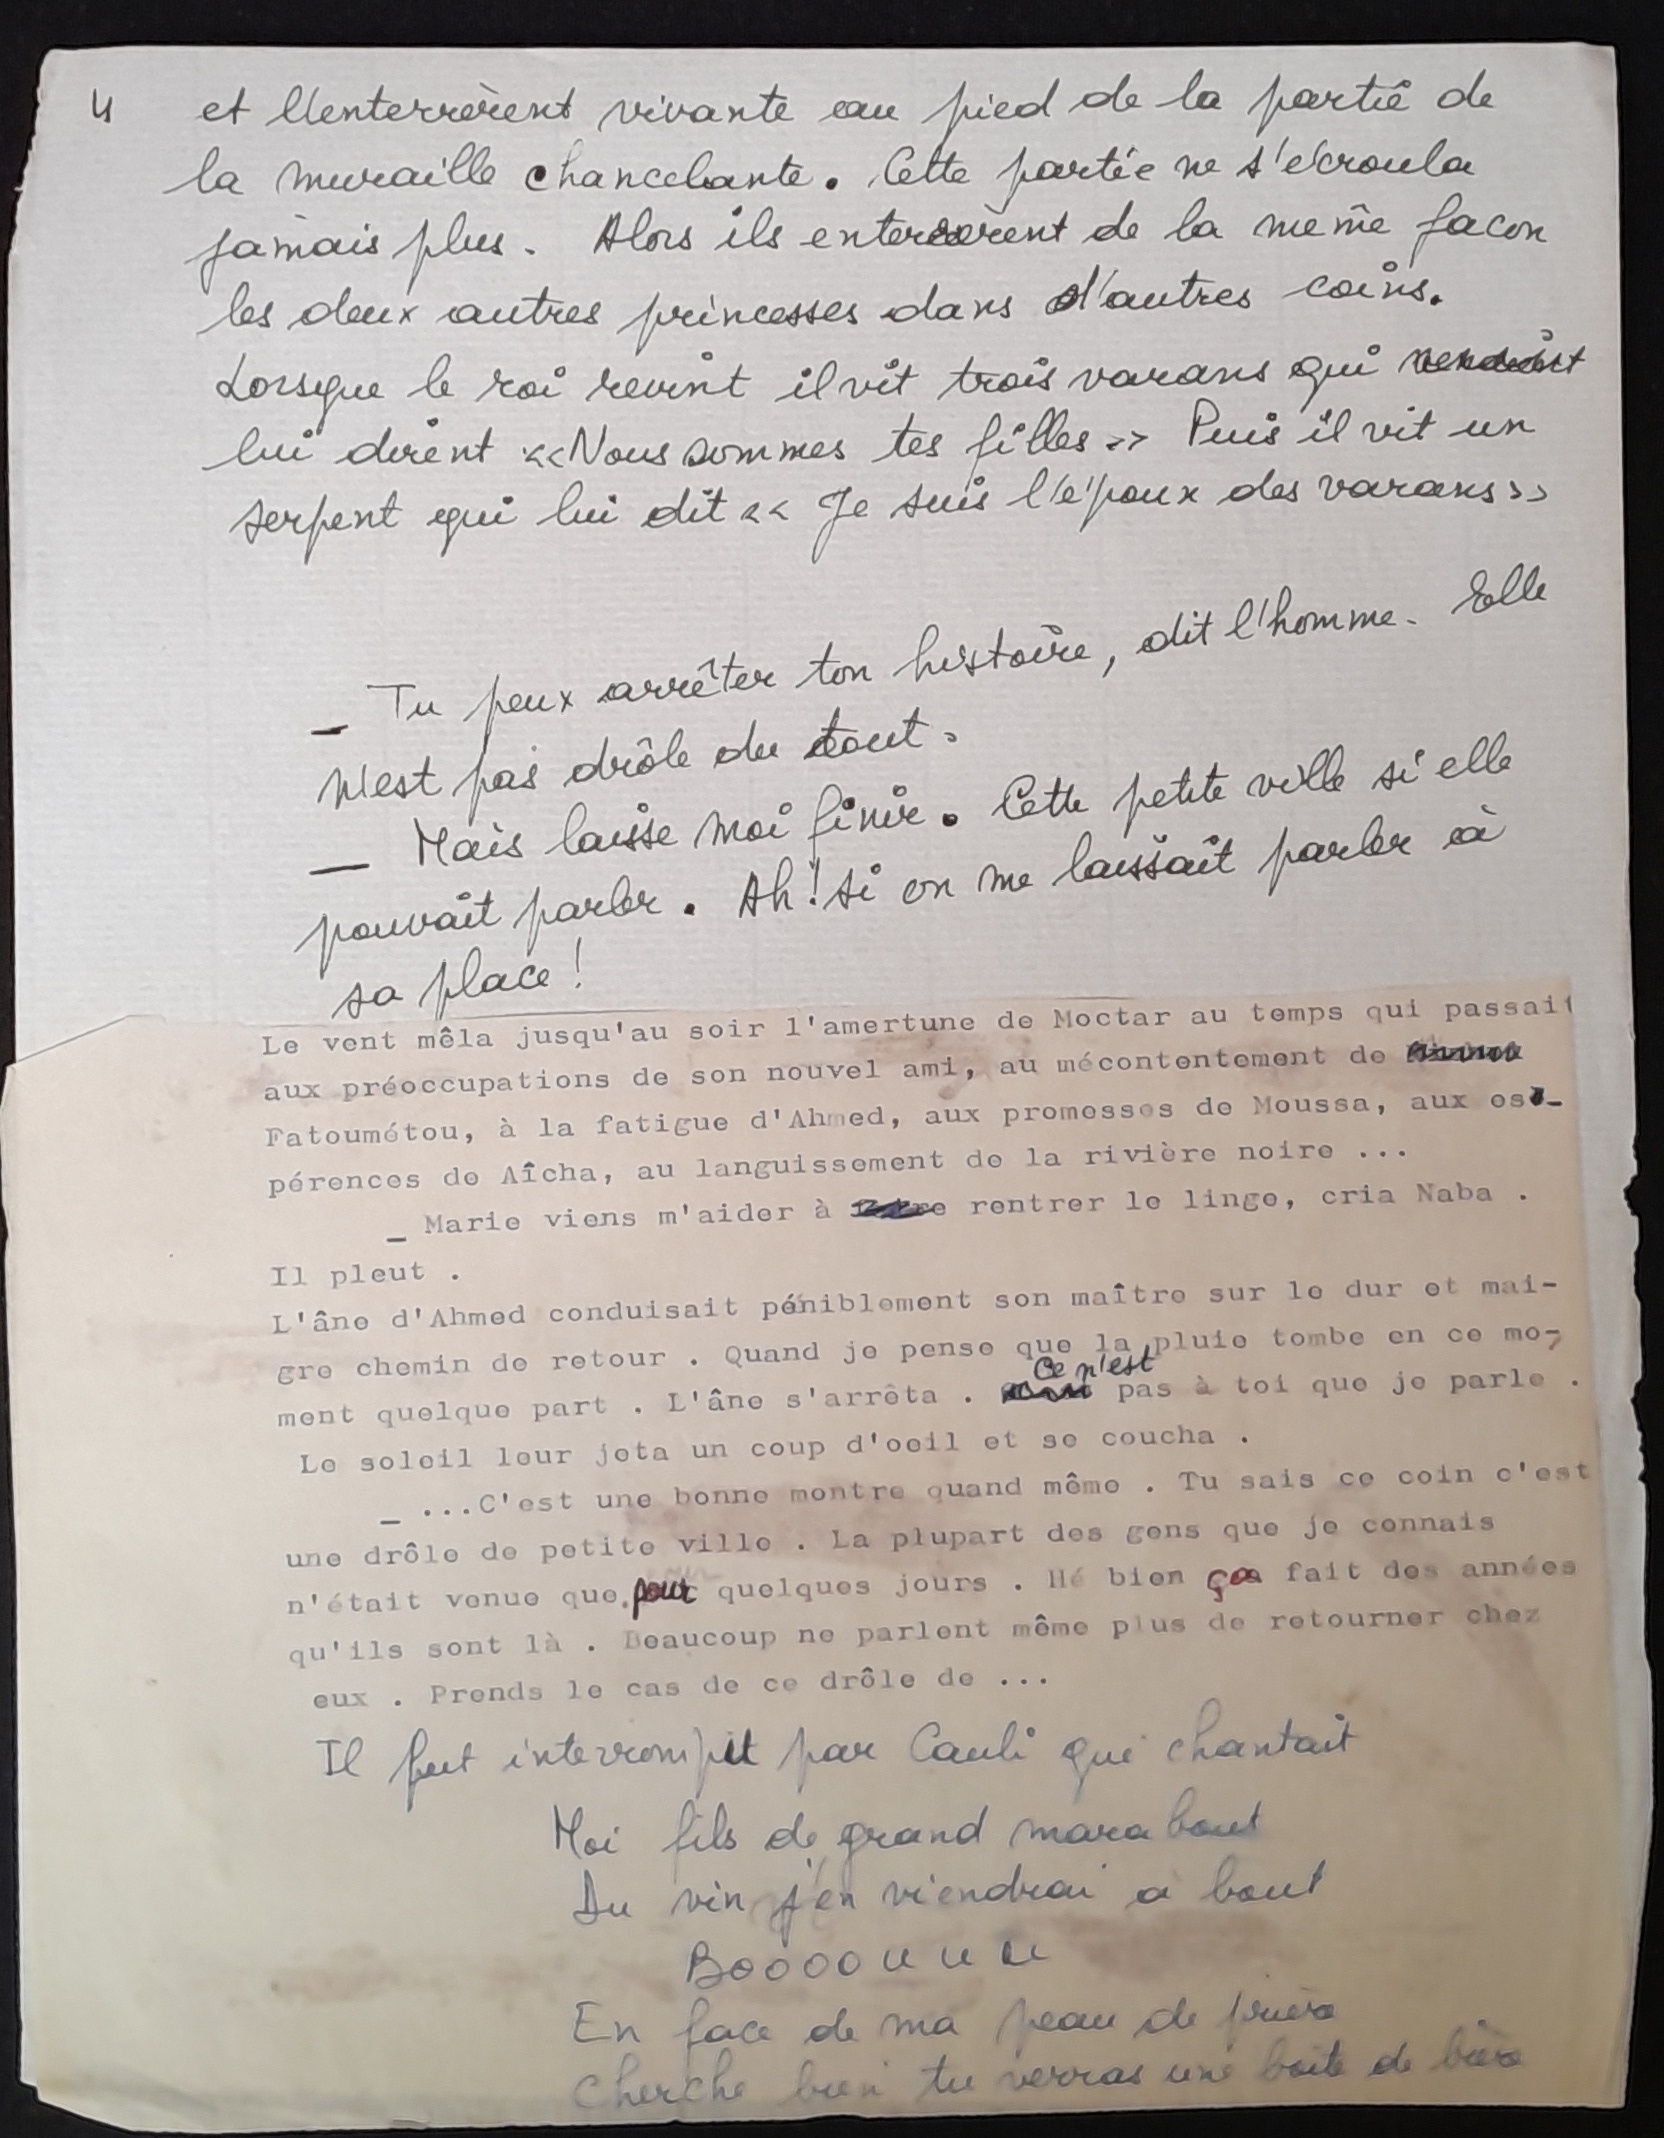 4 et l'enterrèrent vivante au pied de la partie de
la muraille chancelante. Cette partie ne s'écroula
jamais plus. Alors ils enterrèrent de la même facon
les deux autres princesses dans d'autres coins.
Lorsque le roi revint il vit trois varans qui
lui dirent <<Nous sommes tes filles>> Puis il vit un
serpent qui lui dit << Je suis l'époux des varans>>
_ Tu peux arrêter ton histoire, dit l'homme. Elle
n'est pas drôle du tout.
_ Mais laisse moi finir. Cette petite ville si elle
pouvait parler. Ah! si on me laissait parler à
sa place!
Le vent mêla jusqu'au soir l'amertune de Moctar au temps qui passait
aux préoccupations de son nouvel ami, au mécontentement de
Fatoumétou, à la fatigue d'Ahmed, aux promesses de Moussa, aux es-
pérences de Aîcha, au languissement de la rivière noire ...
_ Marie viens m'aider à rentrer le linge, cria Naba .
Il pleut .
L'âne d'Ahmed conduisait péniblement son maître sur le dur et mai-
gre chemin de retour . Quand je pense que la pluie tombe en ce mo-
ment quelque part . L'âne s'arrêta . Ce n'est pas à toi que je parle .
Le soleil leur jeta un coup d'oeil et se coucha .
_ ...C'est une bonne montre quand même . Tu sais ce coin c'est
une drôle de petite ville . La plupart des gens que je connais
n'était venue que pour quelques jours . Hé bien ça fait des années
qu'ils sont là . Beaucoup ne parlent même plus de retourner chez
eux . Prends le cas de ce drôle de ...
Il fut interrompit par Cauli qui chantait
Moi fils de grand marabout
Du vin j'en viendrai à bout
Boooouuu
En face de ma peau de prière
Cherche bien tu verras une boite de bière